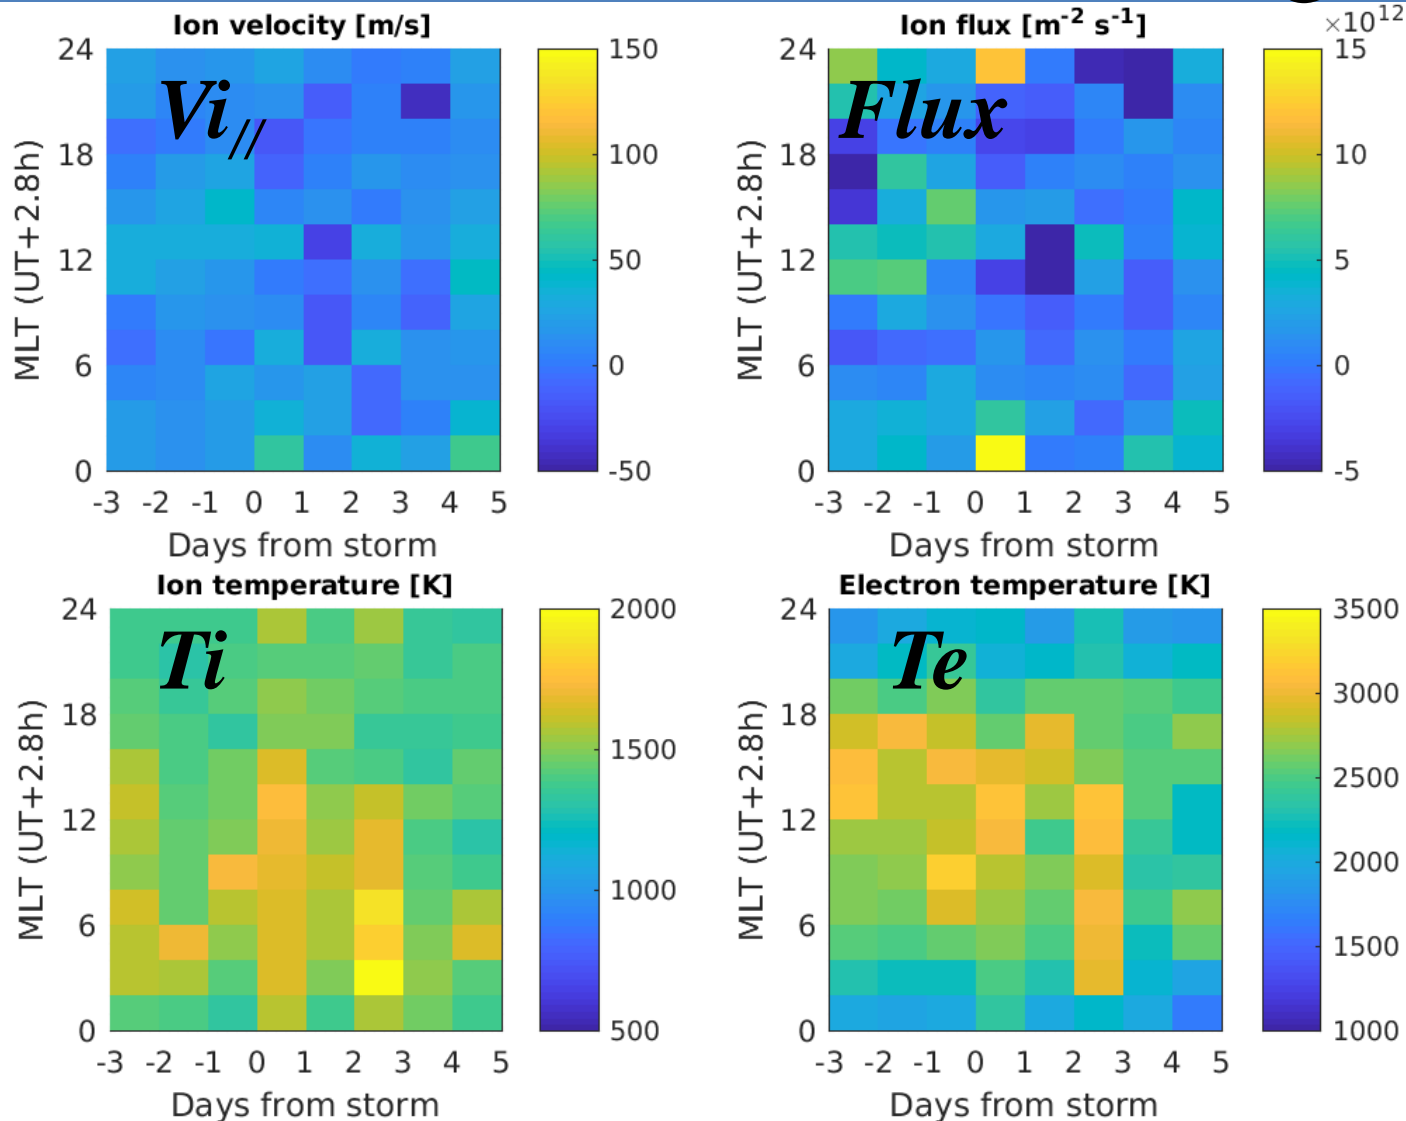 Ion velocity [m/s]
24
18
12
6
0
MLT (UT+2.8h)
Vi//
-3 -2 -1 0 1 2 3 4 5
Days from storm
150
100
50
0
-50
Ion flux [m⁻² s⁻¹]
×10¹²
24
18
12
6
0
MLT (UT+2.8h)
Flux
-3 -2 -1 0 1 2 3 4 5
Days from storm
15
10
5
0
-5
Ion temperature [K]
24
18
12
6
0
MLT (UT+2.8h)
Ti
-3 -2 -1 0 1 2 3 4 5
Days from storm
2000
1500
1000
500
Electron temperature [K]
24
18
12
6
0
MLT (UT+2.8h)
Te
-3 -2 -1 0 1 2 3 4 5
Days from storm
3500
3000
2500
2000
1500
1000